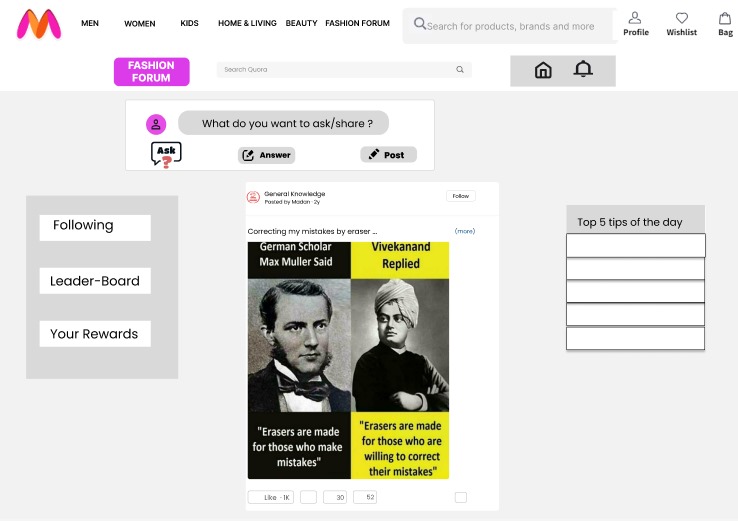 MEN WOMEN KIDS HOME & LIVING BEAUTY FASHION FORUM Search for products, brands and more Profile Wishlist Bag
FASHION
FORUM
Search Quora
What do you want to ask/share ?
Ask
?
Answer
Post
Following
Leader-Board
Your Rewards
General Knowledge
Posted by Madan · 2y
Follow
Correcting my mistakes by eraser ...
(more)
German Scholar
Max Muller Said
Vivekanand
Replied
"Erasers are made
for those who make
mistakes"
"Erasers are made
for those who are
willing to correct
their mistakes"
Like · 1K
30
52
Top 5 tips of the day